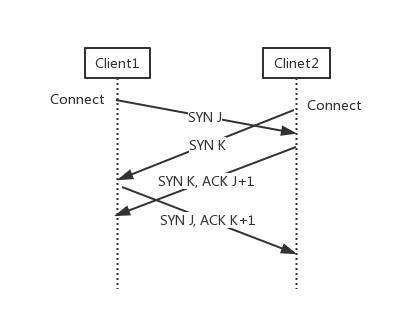 Client1
Clinet2
Connect
Connect
SYN J
SYN K
SYN K, ACK J+1
SYN J, ACK K+1